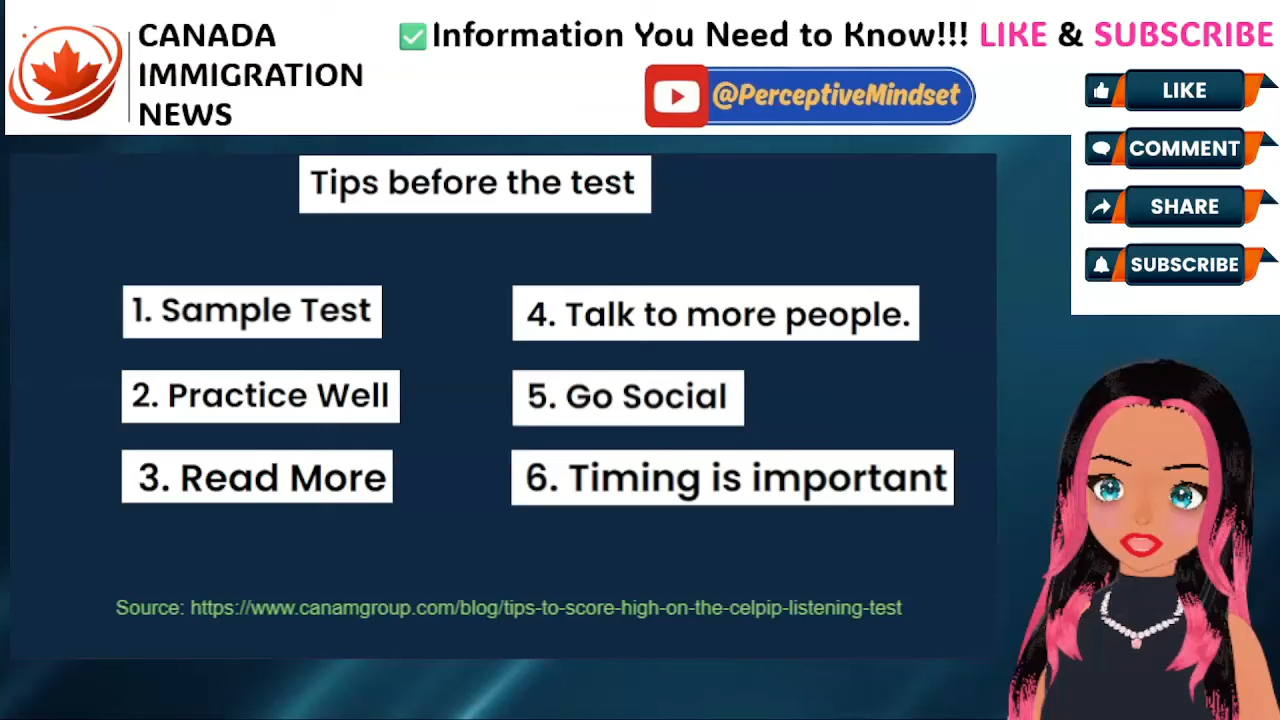 CANADA
IMMIGRATION
NEWS
✅Information You Need to Know!!! LIKE & SUBSCRIBE
@PerceptiveMindset
LIKE
COMMENT
SHARE
SUBSCRIBE
Tips before the test
1. Sample Test
2. Practice Well
3. Read More
4. Talk to more people.
5. Go Social
6. Timing is important
Source: https://www.canamgroup.com/blog/tips-to-score-high-on-the-celpip-listening-test